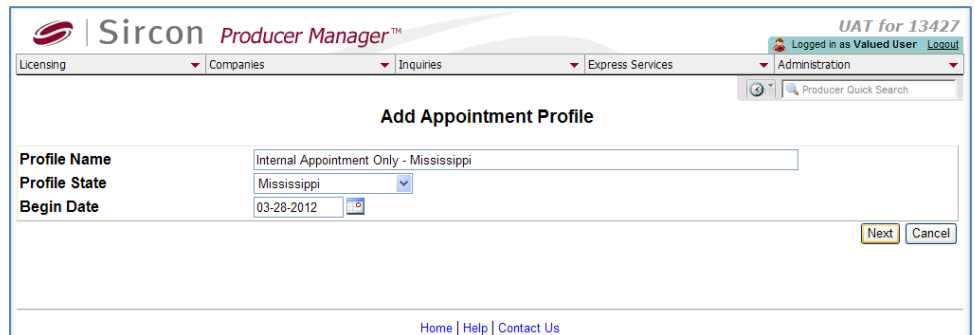 Sircon Producer Manager™
UAT for 13427
Logged in as Valued User Logout
Licensing Companies Inquiries Express Services Administration
Producer Quick Search
Add Appointment Profile
Profile Name Internal Appointment Only - Mississippi
Profile State Mississippi
Begin Date 03-28-2012
Next Cancel
Home | Help | Contact Us